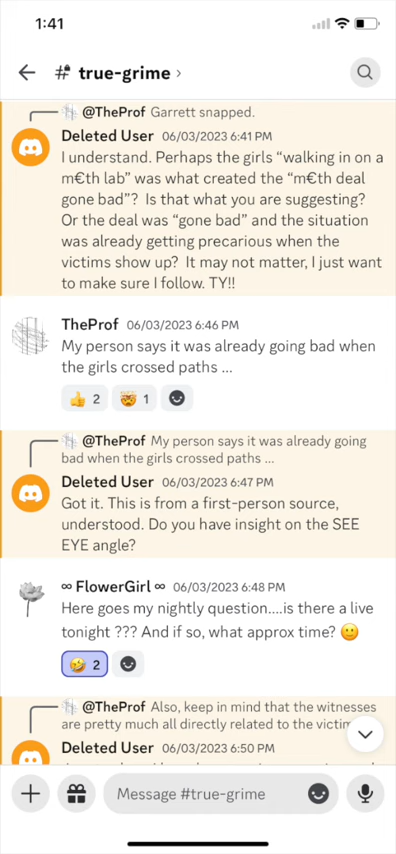 1:41
# true-grime ›
@TheProf Garrett snapped.
Deleted User 06/03/2023 6:41 PM
I understand. Perhaps the girls “walking in on a
m€th lab” was what created the “m€th deal
gone bad”? Is that what you are suggesting?
Or the deal was “gone bad” and the situation
was already getting precarious when the
victims show up? It may not matter, I just want
to make sure I follow. TY!!
TheProf 06/03/2023 6:46 PM
My person says it was already going bad when
the girls crossed paths ...
👍 2 🤯 1
@TheProf My person says it was already going
bad when the girls crossed paths ...
Deleted User 06/03/2023 6:47 PM
Got it. This is from a first-person source,
understood. Do you have insight on the SEE
EYE angle?
∞ FlowerGirl ∞ 06/03/2023 6:48 PM
Here goes my nightly question....is there a live
tonight ??? And if so, what approx time? 🙂
🤣 2
@TheProf Also, keep in mind that the witnesses
are pretty much all directly related to the
Deleted User 06/03/2023 6:50 PM
Message #true-grime